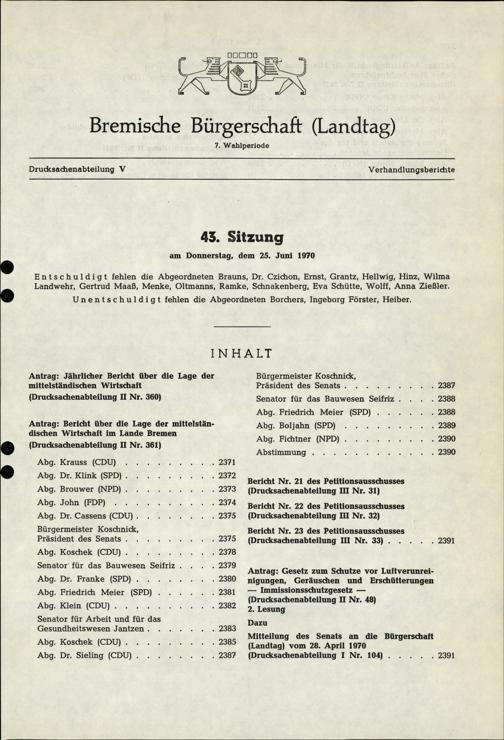 Bremische Bürgerschaft (Landtag)
7. Wahlperiode
Drucksachenabteilung V
Verhandlungsberichte
43. Sitzung
am Donnerstag, dem 25. Juni 1970
Entschuldigt fehlen die Abgeordneten Brauns, Dr. Czichon, Ernst, Grantz, Hellwig, Hinz, Wilma
Landwehr, Gertrud Maaß, Menke, Oltmanns, Ramke, Schnakenberg, Eva Schütte, Wolff, Anna Zießler.
Unentschuldigt fehlen die Abgeordneten Borchers, Ingeborg Förster, Heiber.
INHALT
Antrag: Jährlicher Bericht über die Lage der
mittelständischen Wirtschaft
(Drucksachenabteilung II Nr. 360)
Antrag: Bericht über die Lage der mittelstän-
dischen Wirtschaft im Lande Bremen
(Drucksachenabteilung II Nr. 361)
Abg. Krauss (CDU) . . . . . . . . . 2371
Abg. Dr. Klink (SPD) . . . . . . . . 2372
Abg. Brouwer (NPD) . . . . . . . . 2373
Abg. John (FDP) . . . . . . . . . 2374
Abg. Dr. Cassens (CDU) . . . . . . . 2375
Bürgermeister Koschnick,
Präsident des Senats . . . . . . . . 2375
Abg. Koschek (CDU) . . . . . . . . 2378
Senator für das Bauwesen Seifriz . . . . 2379
Abg. Dr. Franke (SPD) . . . . . . . 2380
Abg. Friedrich Meier (SPD) . . . . . . 2381
Abg. Klein (CDU) . . . . . . . . . 2382
Senator für Arbeit und für das
Gesundheitswesen Jantzen . . . . . . 2383
Abg. Koschek (CDU) . . . . . . . . 2385
Abg. Dr. Sieling (CDU) . . . . . . . 2387
Bürgermeister Koschnick,
Präsident des Senats . . . . . . . . 2387
Senator für das Bauwesen Seifriz . . . . 2388
Abg. Friedrich Meier (SPD) . . . . . . 2388
Abg. Boljahn (SPD) . . . . . . . . 2389
Abg. Fichtner (NPD) . . . . . . . . 2390
Abstimmung . . . . . . . . . . . 2390
Bericht Nr. 21 des Petitionsausschusses
(Drucksachenabteilung III Nr. 31)
Bericht Nr. 22 des Petitionsausschusses
(Drucksachenabteilung III Nr. 32)
Bericht Nr. 23 des Petitionsausschusses
(Drucksachenabteilung III Nr. 33) . . . . . 2391
Antrag: Gesetz zum Schutze vor Luftverunrei-
nigungen, Geräuschen und Erschütterungen
— Immissionsschutzgesetz —
(Drucksachenabteilung II Nr. 48)
2. Lesung
Dazu
Mitteilung des Senats an die Bürgerschaft
(Landtag) vom 28. April 1970
(Drucksachenabteilung I Nr. 104) . . . . . 2391